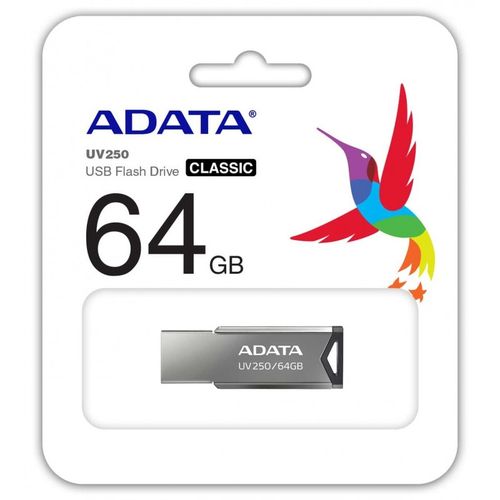 ADATA®
UV250
USB Flash Drive CLASSIC
64 GB
ADATA
UV250/64GB